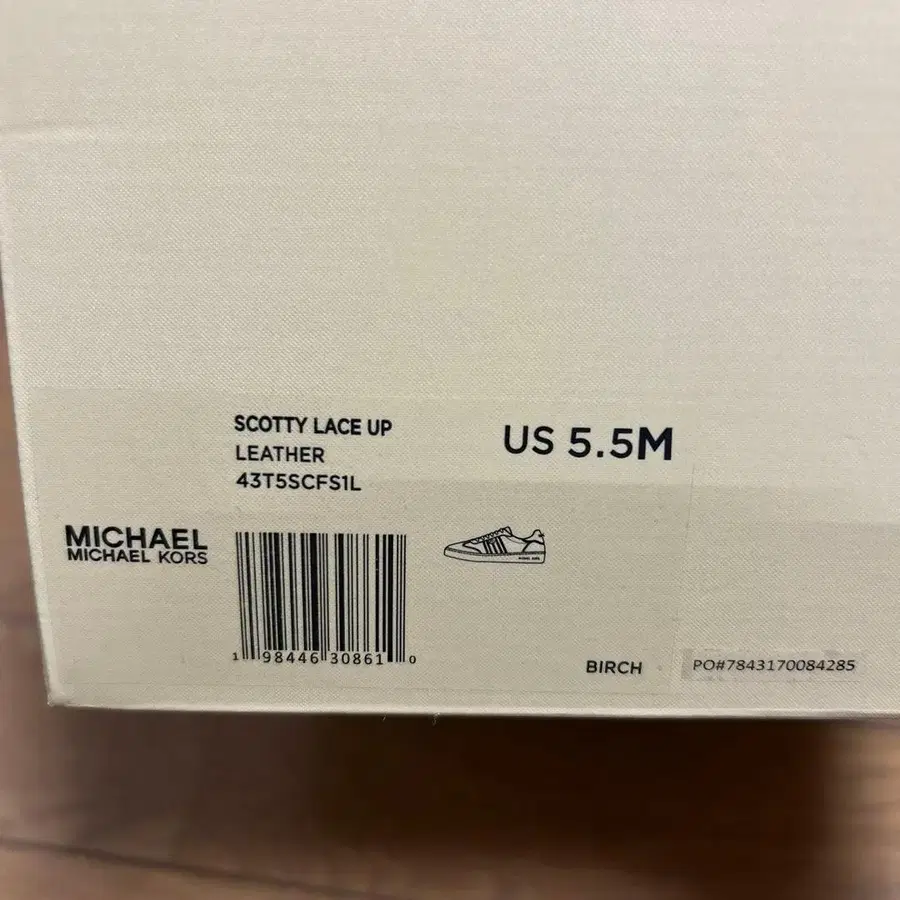 SCOTTY LACE UP
LEATHER
43T5SCFS1L
US 5.5M
MICHAEL
MICHAEL KORS
1 98446 30861 0
BIRCH
PO#7843170084285